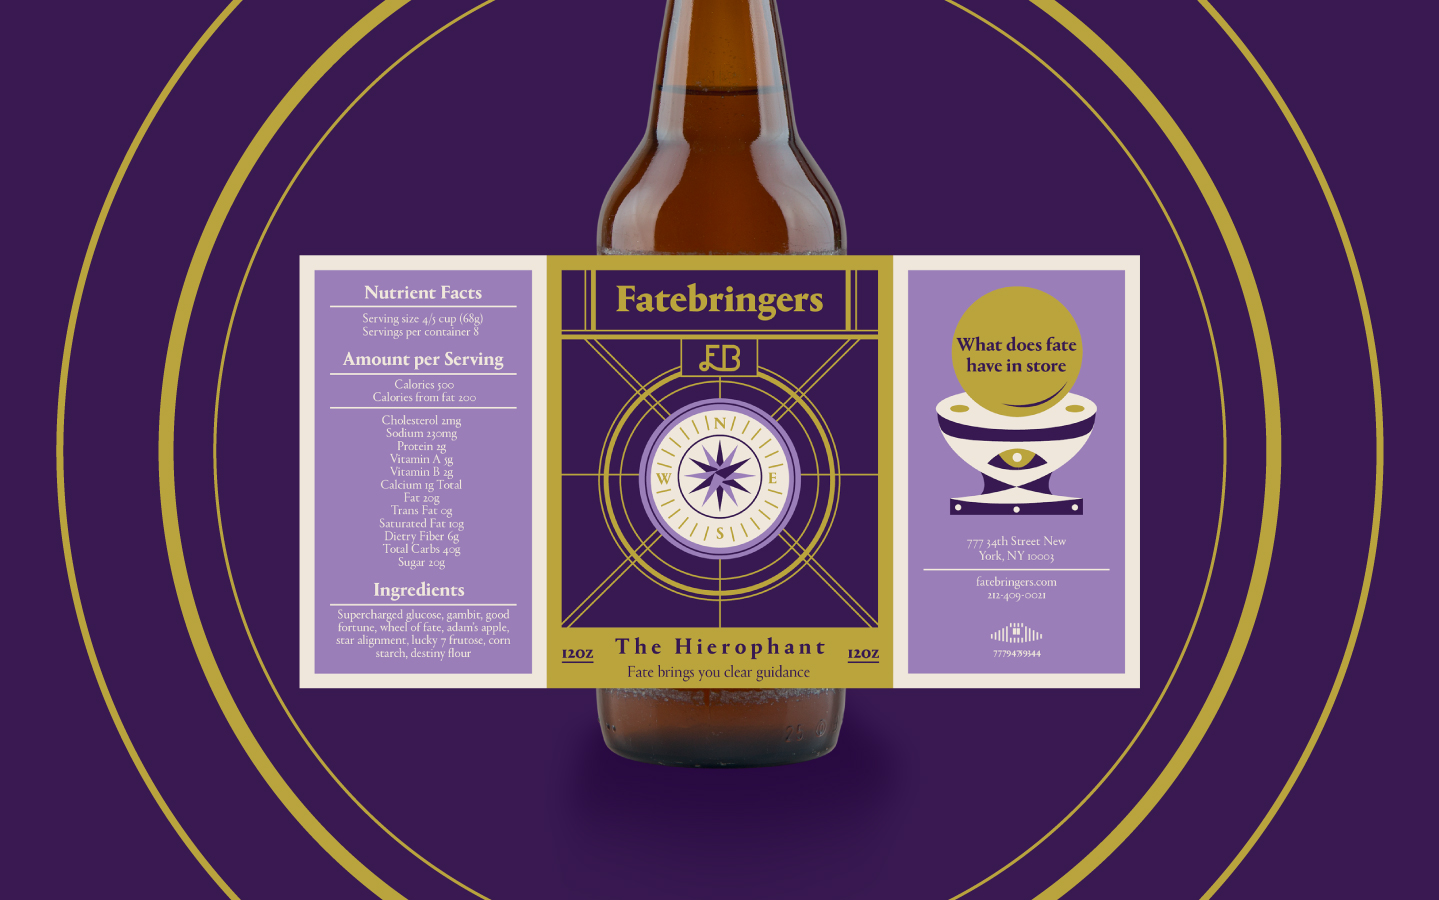 Nutrient Facts
Serving size 4/5 cup (68g)
Servings per container 8
Amount per Serving
Calories 500
Calories from fat 200
Cholesterol 2mg
Sodium 230mg
Protein 2g
Vitamin A 5g
Vitamin B 2g
Calcium 1g Total
Fat 20g
Trans Fat 0g
Saturated Fat 10g
Dietry Fiber 6g
Total Carbs 40g
Sugar 20g
Ingredients
Supercharged glucose, gambit, good
fortune, wheel of fate, adam's apple,
star alignment, lucky 7 frutose, corn
starch, destiny flour
Fatebringers
FB
N
W
E
S
12OZ
The Hierophant
12OZ
Fate brings you clear guidance
What does fate
have in store
777 34th Street New
York, NY 10003
fatebringers.com
212-409-0021